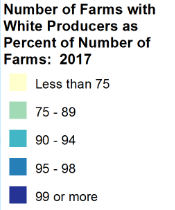 Number of Farms with
White Producers as
Percent of Number of
Farms: 2017
Less than 75
75 - 89
90 - 94
95 - 98
99 or more